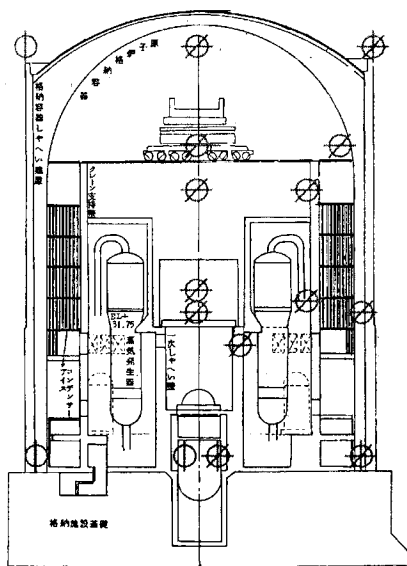 原子炉格納容器
格納容器しゃへい建屋
クレーン支持壁
EL+
31.75
蒸気発生器
一次しゃへい壁
アイスコンデンサー
格納施設基礎